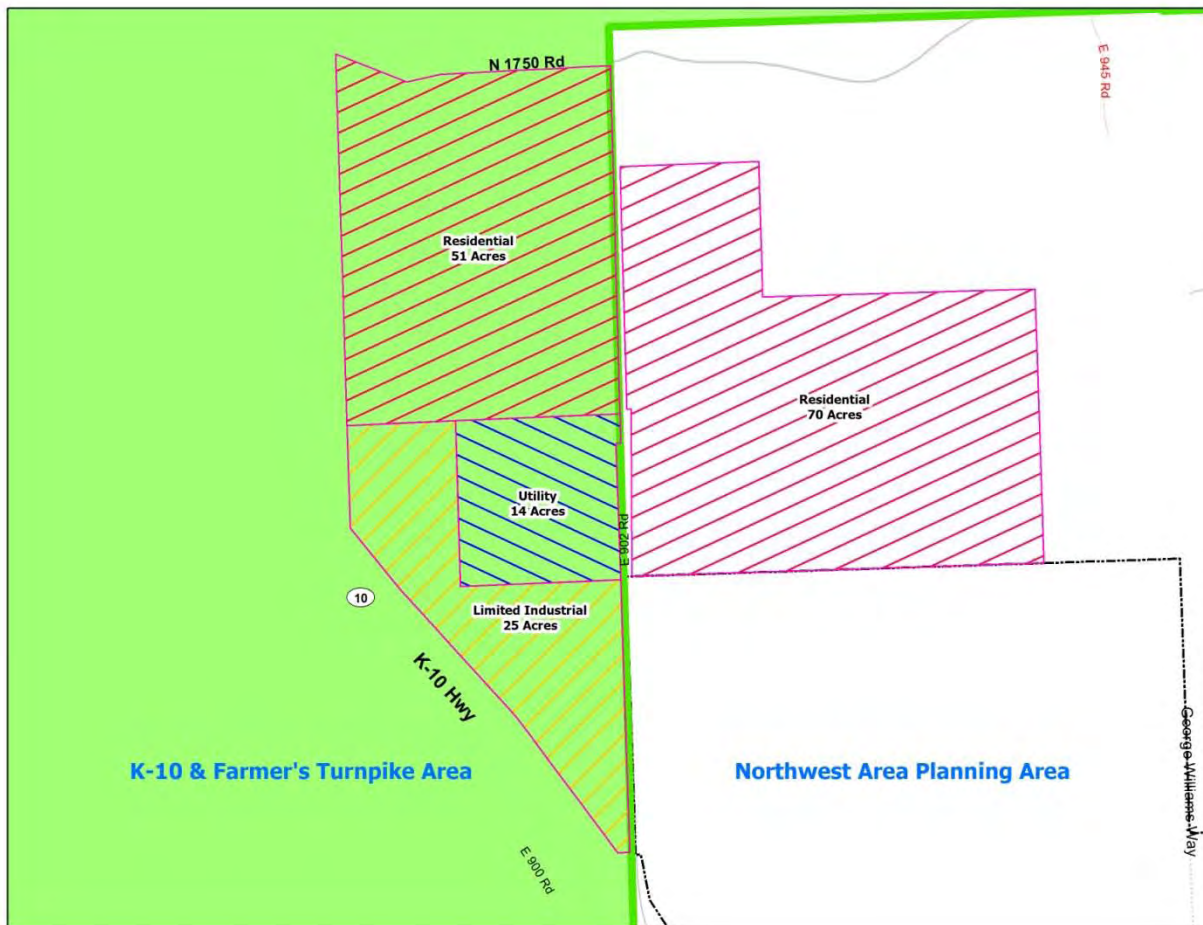 N 1750 Rd
E 945 Rd
Residential
51 Acres
Residential
70 Acres
Utility
14 Acres
E 902 Rd
10
Limited Industrial
25 Acres
K-10 Hwy
K-10 & Farmer's Turnpike Area
Northwest Area Planning Area
George Williams Way
E 900 Rd